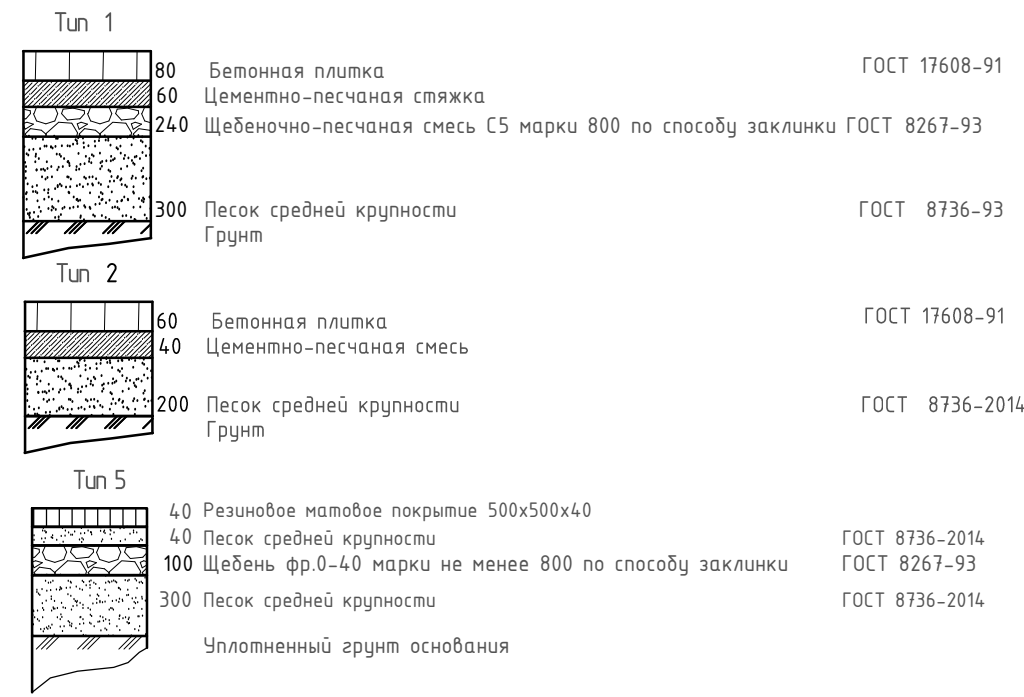 Тип 1
80 Бетонная плитка ГОСТ 17608-91
60 Цементно-песчаная стяжка
240 Щебеночно-песчаная смесь С5 марки 800 по способу заклинки ГОСТ 8267-93
300 Песок средней крупности ГОСТ 8736-93
Грунт
Тип 2
60 Бетонная плитка ГОСТ 17608-91
40 Цементно-песчаная смесь
200 Песок средней крупности ГОСТ 8736-2014
Грунт
Тип 5
40 Резиновое матовое покрытие 500х500х40
40 Песок средней крупности ГОСТ 8736-2014
100 Щебень фр.0-40 марки не менее 800 по способу заклинки ГОСТ 8267-93
300 Песок средней крупности ГОСТ 8736-2014
Уплотненный грунт основания